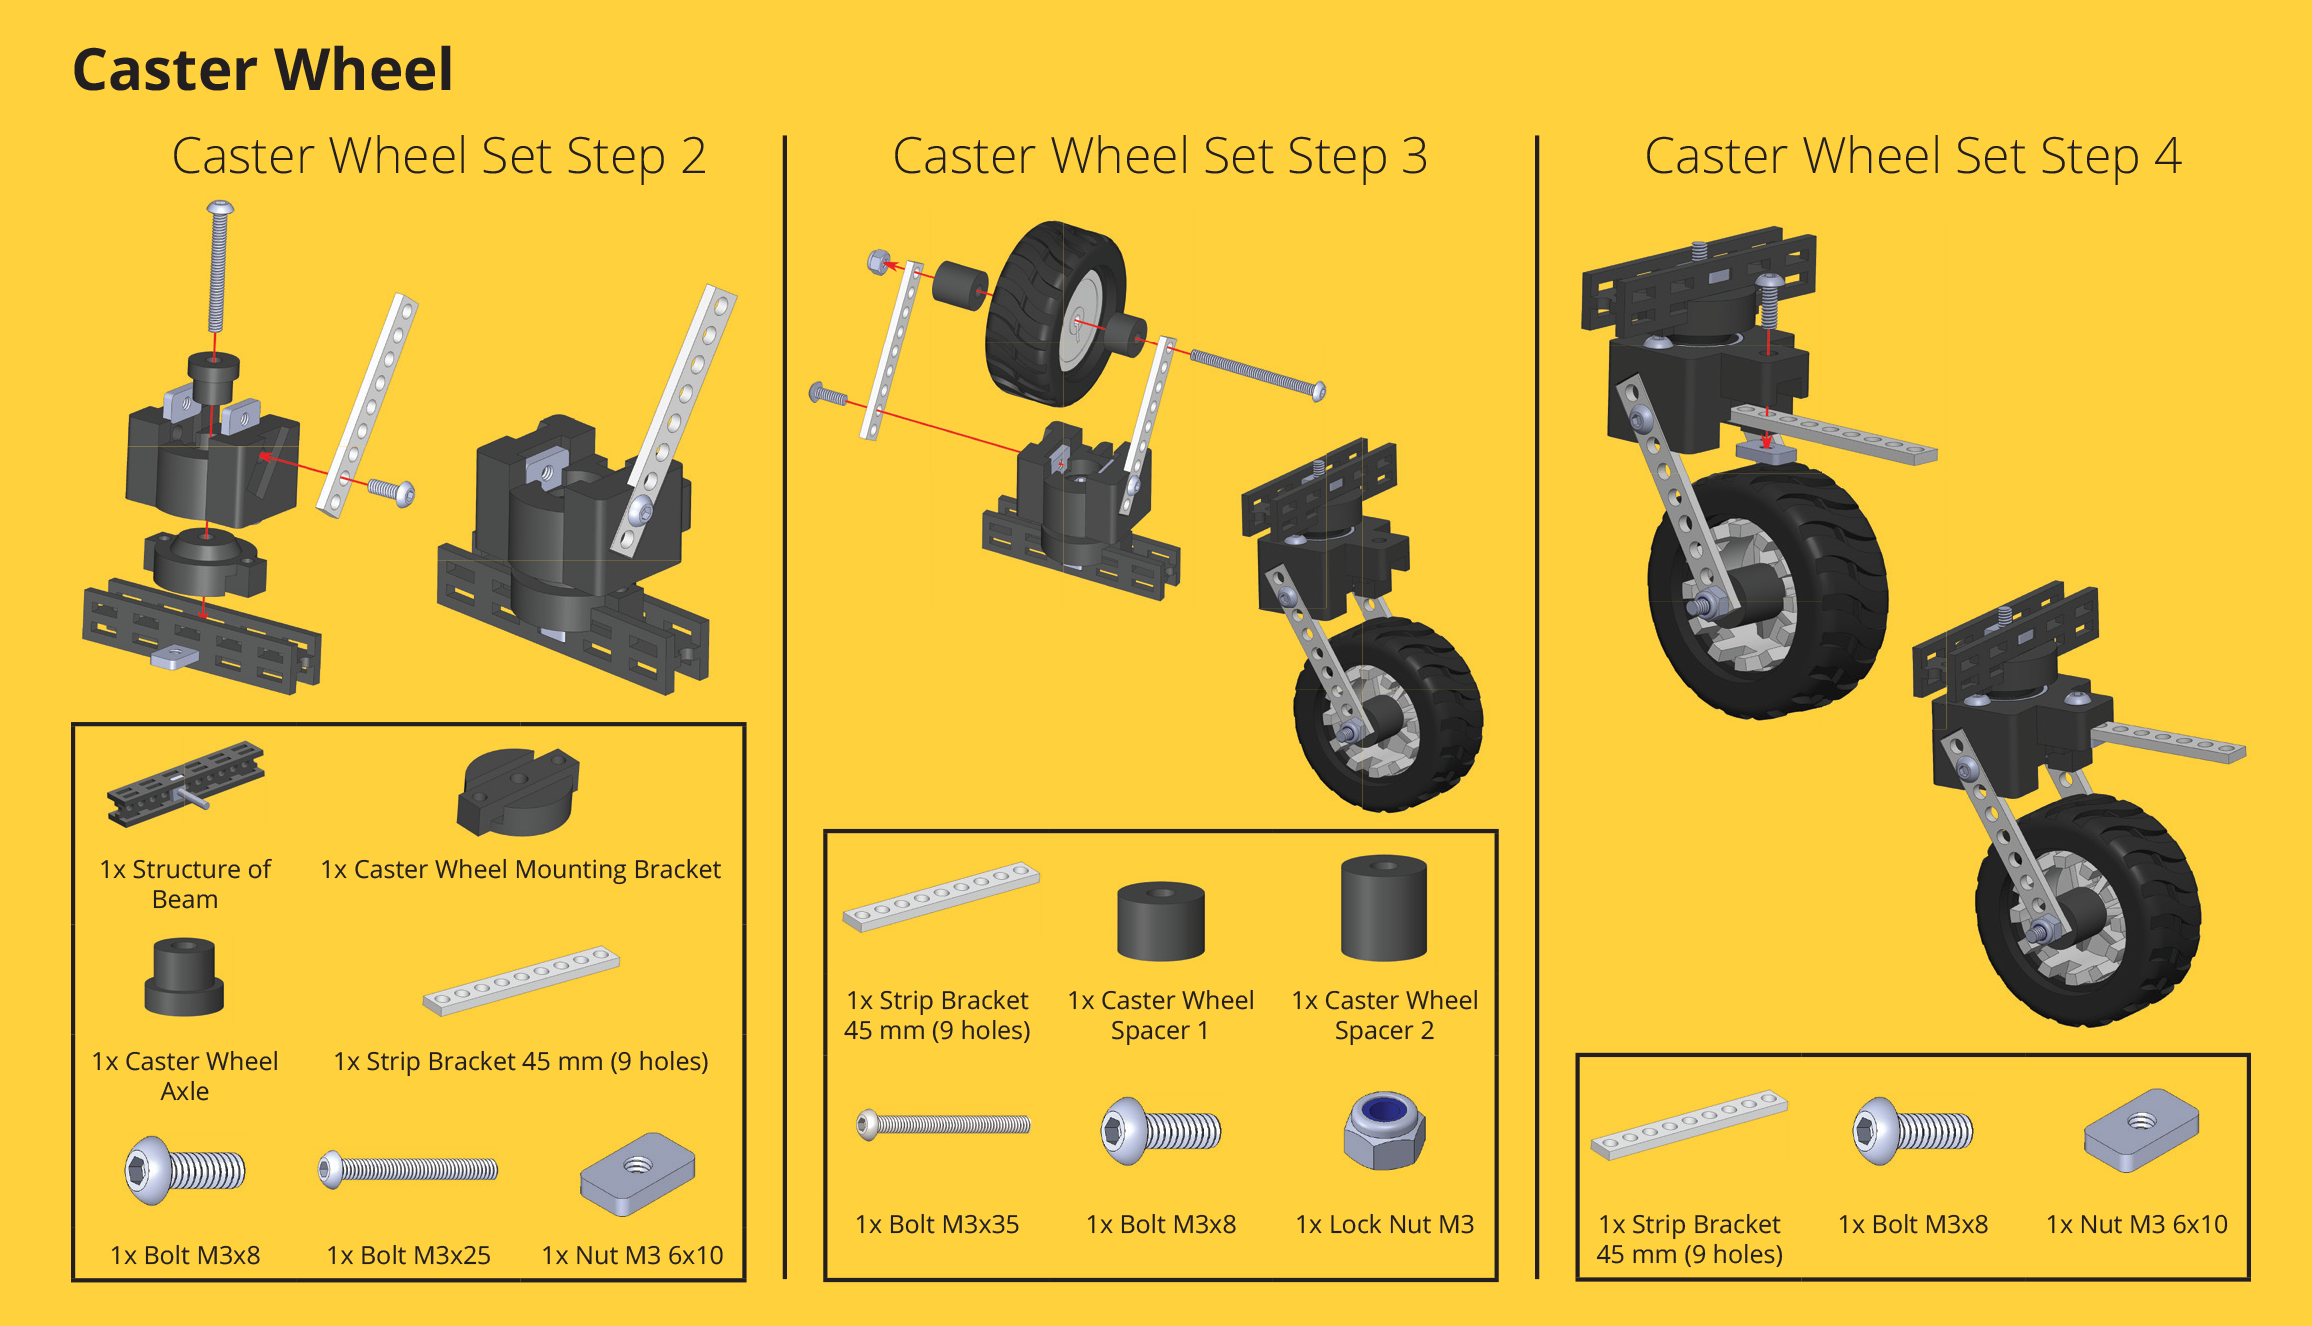 Caster Wheel
Caster Wheel Set Step 2
1x Structure of
Beam
1x Caster Wheel Mounting Bracket
1x Caster Wheel
Axle
1x Strip Bracket 45 mm (9 holes)
1x Bolt M3x8
1x Bolt M3x25
1x Nut M3 6x10
Caster Wheel Set Step 3
1x Strip Bracket
45 mm (9 holes)
1x Caster Wheel
Spacer 1
1x Caster Wheel
Spacer 2
1x Bolt M3x35
1x Bolt M3x8
1x Lock Nut M3
Caster Wheel Set Step 4
1x Strip Bracket
45 mm (9 holes)
1x Bolt M3x8
1x Nut M3 6x10